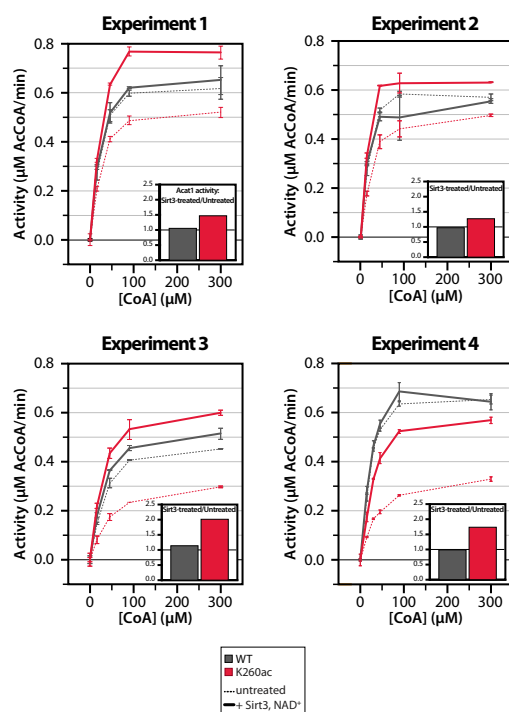 Experiment 1
Activity (µM AcCoA/min)
0.8
0.6
0.4
0.2
0.0
Acat1 activity:
Sirt3-treated/Untreated
2.5
2.0
1.5
1.0
0.5
0.0
0 100 200 300
[CoA] (µM)
Experiment 2
Activity (µM AcCoA/min)
0.8
0.6
0.4
0.2
0.0
Sirt3-treated/Untreated
2.5
2.0
1.5
1.0
0.5
0.0
0 100 200 300
[CoA] (µM)
Experiment 3
Activity (µM AcCoA/min)
0.8
0.6
0.4
0.2
0.0
Sirt3-treated/Untreated
2.5
2.0
1.5
1.0
0.5
0.0
0 100 200 300
[CoA] (µM)
Experiment 4
Activity (µM AcCoA/min)
0.8
0.6
0.4
0.2
0.0
Sirt3-treated/Untreated
2.5
2.0
1.5
1.0
0.5
0.0
0 100 200 300
[CoA] (µM)
WT
K260ac
untreated
+ Sirt3, NAD⁺